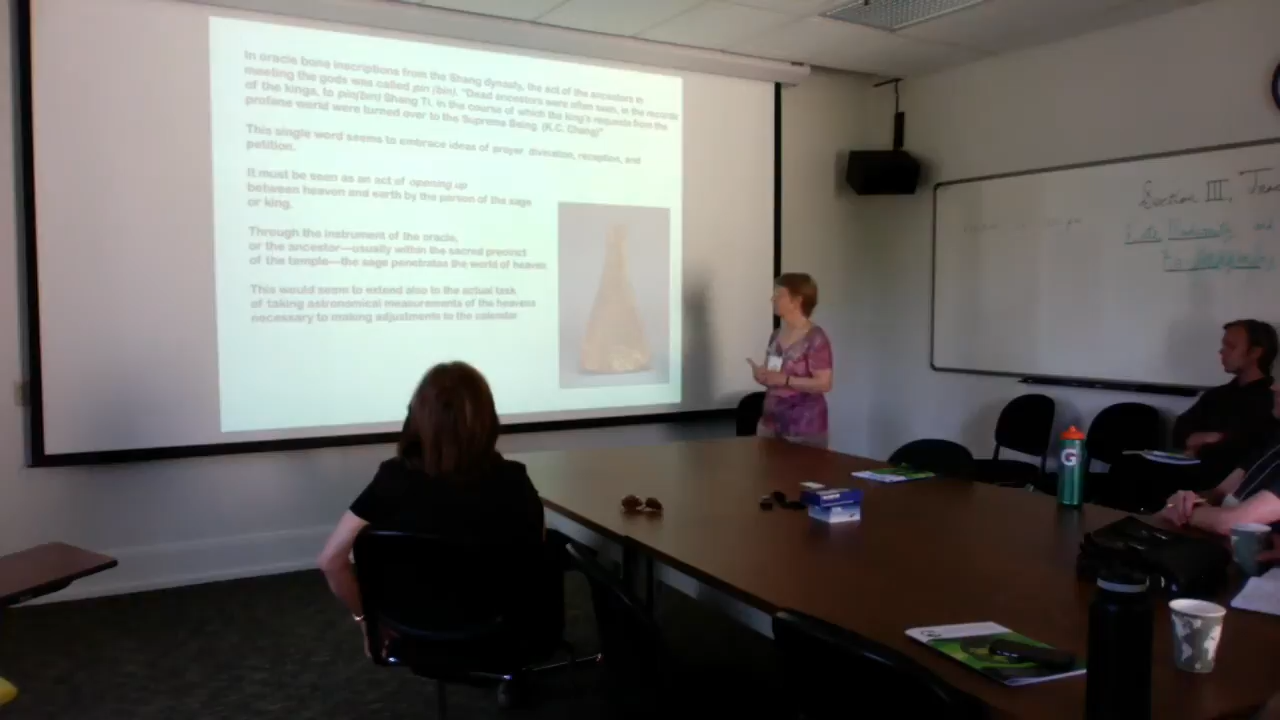 In oracle bone inscriptions from the Shang dynasty, the act of the ancestors in
meeting the gods was called pin (bin). "Dead ancestors were often seen, in the records
of the kings, to pin(bin) Shang Ti, in the course of which the king's requests from the
profane world were turned over to the Supreme Being. (K.C. Chang)"
This single word seems to embrace ideas of prayer, divination, reception, and
petition.
It must be seen as an act of opening up
between heaven and earth by the person of the sage
or king.
Through the instrument of the oracle,
or the ancestor—usually within the sacred precinct
of the temple—the sage penetrates the world of heaven
This would seem to extend also to the actual task
of taking astronomical measurements of the heavens
necessary to making adjustments to the calendar
Section III,
Late
G